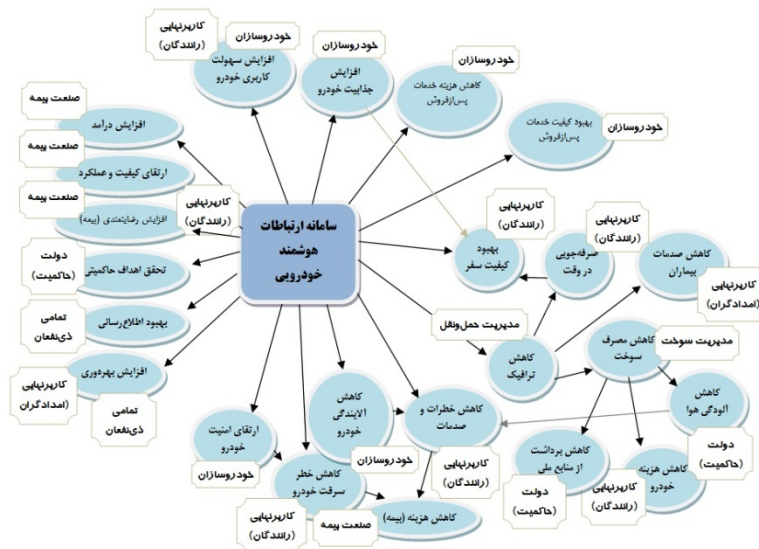 کاربرنهایی
(رانندگان)
خودروسازان
افزایش سهولت
کاربری خودرو
خودروسازان
افزایش
جذابیت خودرو
خودروسازان
کاهش هزینه خدمات
پس‌ازفروش
خودروسازان
بهبود کیفیت خدمات
پس‌ازفروش
صنعت بیمه
افزایش درآمد
صنعت بیمه
ارتقای کیفیت و عملکرد
صنعت بیمه
افزایش رضایتمندی (بیمه)
کاربرنهایی
(رانندگان)
دولت
(حاکمیت)
تحقق اهداف حاکمیتی
تمامی
ذی‌نفعان
بهبود اطلاع‌رسانی
افزایش بهره‌وری
کاربرنهایی
(امدادگران)
تمامی
ذی‌نفعان
سامانه ارتباطات
هوشمند
خودرویی
کاربرنهایی
(رانندگان)
بهبود
کیفیت سفر
کاربرنهایی
(رانندگان)
صرفه‌جویی
در وقت
کاهش صدمات
بیماران
کاربرنهایی
(امدادگران)
مدیریت حمل‌ونقل
کاهش
ترافیک
کاهش مصرف
سوخت
مدیریت سوخت
کاهش
آلودگی هوا
دولت
(حاکمیت)
کاهش
آلایندگی
خودرو
کاهش خطرات و
صدمات
کاربرنهایی
(رانندگان)
خودروسازان
ارتقای امنیت
خودرو
خودروسازان
کاهش خطر
سرقت خودرو
کاربرنهایی
(رانندگان)
صنعت بیمه
کاهش هزینه (بیمه)
کاهش برداشت
از منابع ملی
دولت
(حاکمیت)
کاهش هزینه
خودرو
کاربرنهایی
(رانندگان)